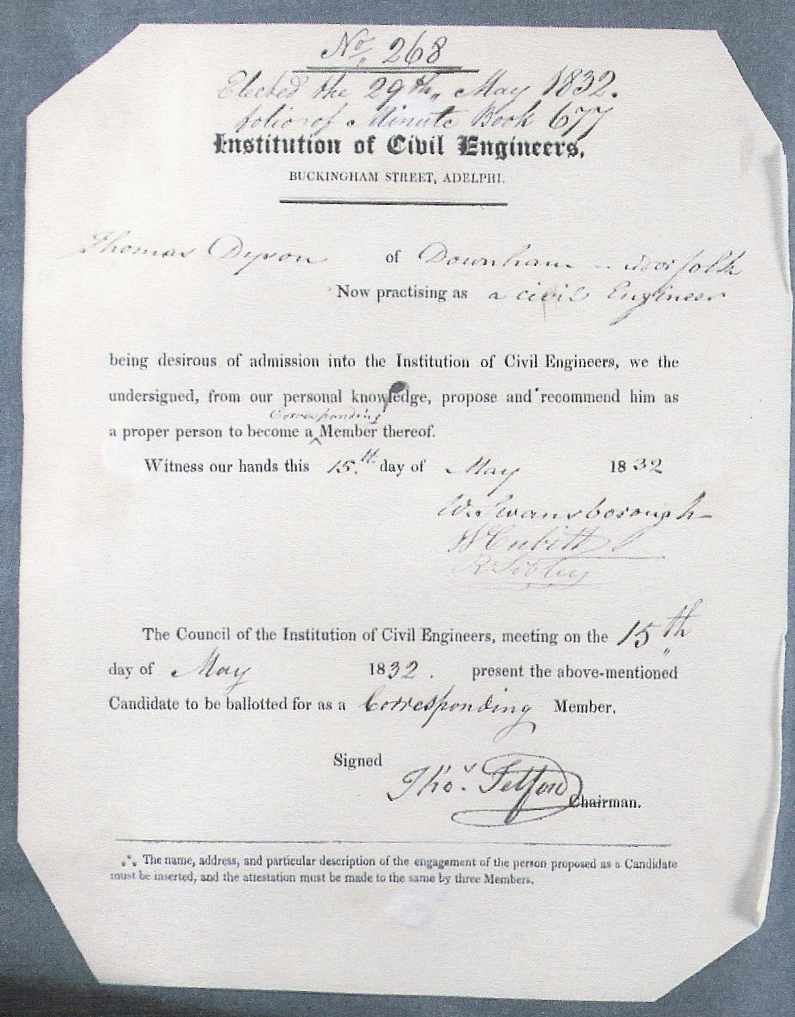 No. 268
Elected the 29th, May 1832.
folio of Minute Book 677
Institution of Civil Engineers,
BUCKINGHAM STREET, ADELPHI.
Thomas Dyson of Downham - Norfolk
Now practising as a civil Engineer
being desirous of admission into the Institution of Civil Engineers, we the
undersigned, from our personal knowledge, propose and recommend him as
Corresponding
a proper person to become a ^ Member thereof.
Witness our hands this 15.th day of May 1832
W. Swansborough
W Cubitt
R Sibley
The Council of the Institution of Civil Engineers, meeting on the 15th
day of May 1832. present the above-mentioned
Candidate to be ballotted for as a Corresponding Member.
Signed
Thos. Telford
Chairman.
⁂ The name, address, and particular description of the engagement of the person proposed as a Candidate
must be inserted, and the attestation must be made to the same by three Members.